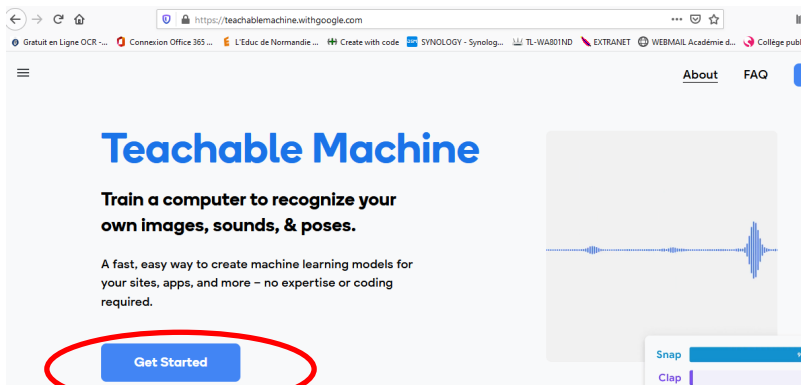 https://teachablemachine.withgoogle.com
Gratuit en Ligne OCR -... Connexion Office 365 ... L'Educ de Normandie ... Create with code SYNOLOGY - Synolog... TL-WA801ND EXTRANET WEBMAIL Académie d... Collège publ
About FAQ
Teachable Machine
Train a computer to recognize your
own images, sounds, & poses.
A fast, easy way to create machine learning models for
your sites, apps, and more – no expertise or coding
required.
Get Started
Snap
Clap